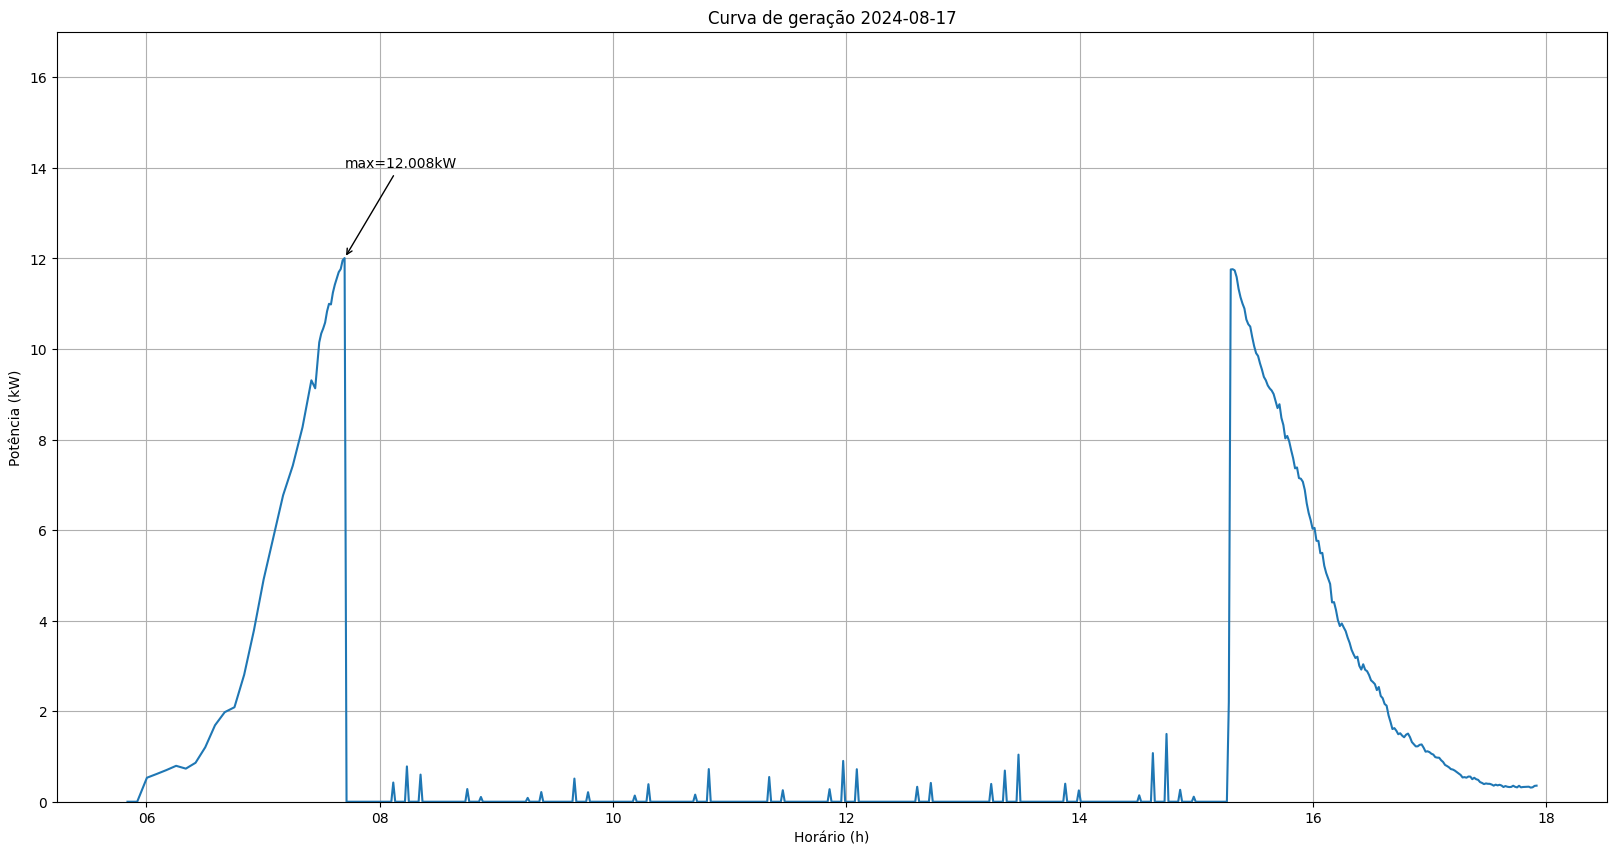 Curva de geração 2024-08-17
16
14
12
10
8
6
4
2
0
max=12.008kW
Potência (kW)
06 08 10 12 14 16 18
Horário (h)